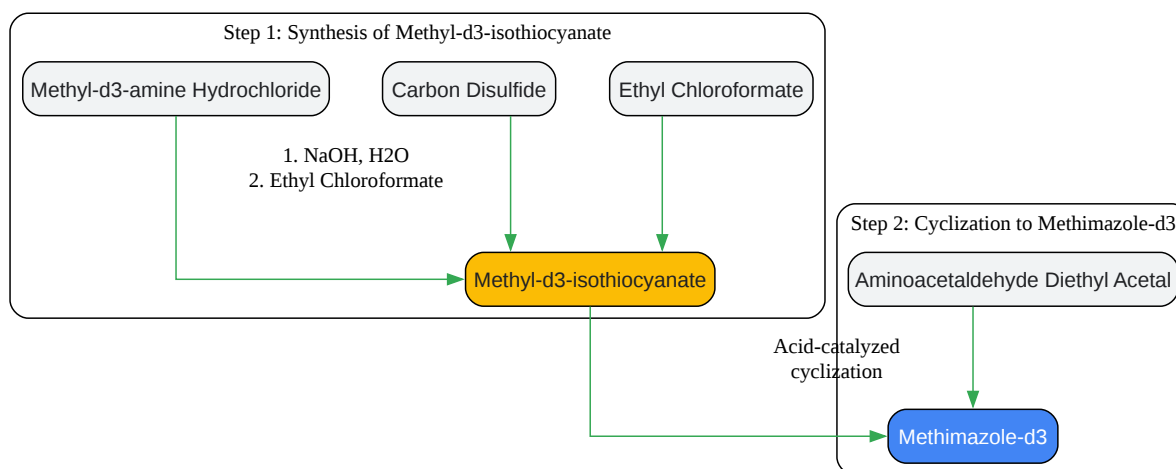 Step 1: Synthesis of Methyl-d3-isothiocyanate
Methyl-d3-amine Hydrochloride
Carbon Disulfide
Ethyl Chloroformate
1. NaOH, H2O
2. Ethyl Chloroformate
Methyl-d3-isothiocyanate
Step 2: Cyclization to Methimazole-d3
Aminoacetaldehyde Diethyl Acetal
Acid-catalyzed
cyclization
Methimazole-d3